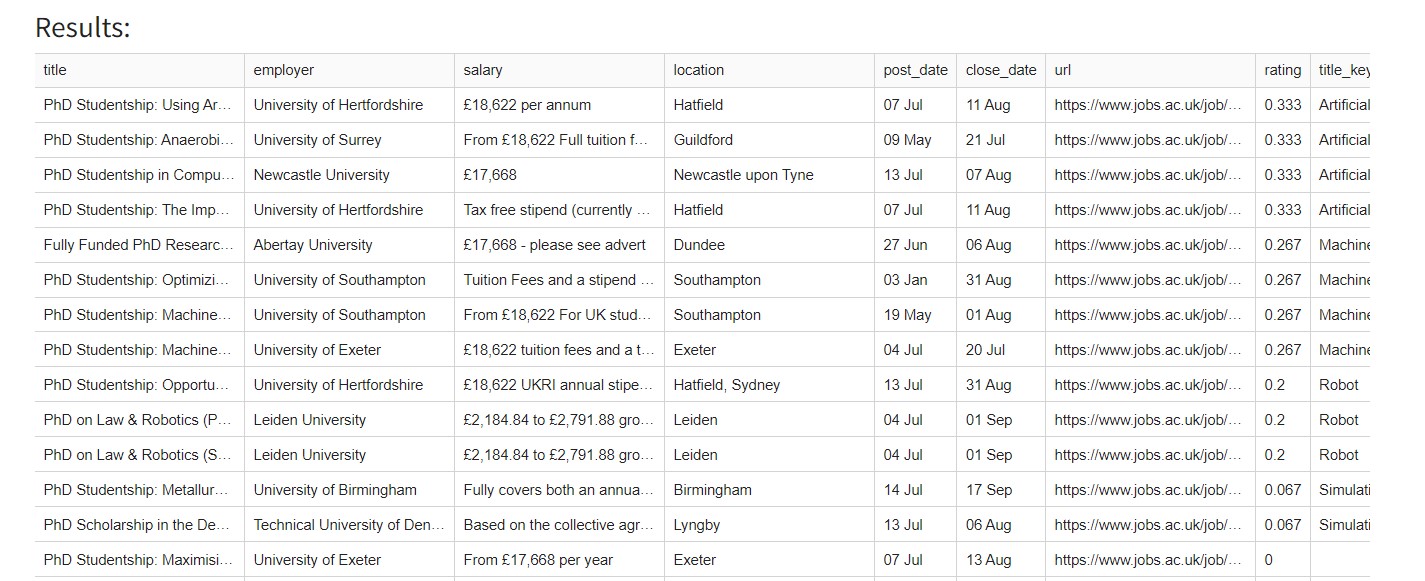 Results:
title employer salary location post_date close_date url rating title_key
PhD Studentship: Using Ar… University of Hertfordshire £18,622 per annum Hatfield 07 Jul 11 Aug https://www.jobs.ac.uk/job/… 0.333 Artificial
PhD Studentship: Anaerobi… University of Surrey From £18,622 Full tuition f… Guildford 09 May 21 Jul https://www.jobs.ac.uk/job/… 0.333 Artificial
PhD Studentship in Compu… Newcastle University £17,668 Newcastle upon Tyne 13 Jul 07 Aug https://www.jobs.ac.uk/job/… 0.333 Artificial
PhD Studentship: The Imp… University of Hertfordshire Tax free stipend (currently … Hatfield 07 Jul 11 Aug https://www.jobs.ac.uk/job/… 0.333 Artificial
Fully Funded PhD Researc… Abertay University £17,668 - please see advert Dundee 27 Jun 06 Aug https://www.jobs.ac.uk/job/… 0.267 Machine
PhD Studentship: Optimizi… University of Southampton Tuition Fees and a stipend … Southampton 03 Jan 31 Aug https://www.jobs.ac.uk/job/… 0.267 Machine
PhD Studentship: Machine… University of Southampton From £18,622 For UK stud… Southampton 19 May 01 Aug https://www.jobs.ac.uk/job/… 0.267 Machine
PhD Studentship: Machine… University of Exeter £18,622 tuition fees and a t… Exeter 04 Jul 20 Jul https://www.jobs.ac.uk/job/… 0.267 Machine
PhD Studentship: Opportu… University of Hertfordshire £18,622 UKRI annual stipe… Hatfield, Sydney 13 Jul 31 Aug https://www.jobs.ac.uk/job/… 0.2 Robot
PhD on Law & Robotics (P… Leiden University £2,184.84 to £2,791.88 gro… Leiden 04 Jul 01 Sep https://www.jobs.ac.uk/job/… 0.2 Robot
PhD on Law & Robotics (S… Leiden University £2,184.84 to £2,791.88 gro… Leiden 04 Jul 01 Sep https://www.jobs.ac.uk/job/… 0.2 Robot
PhD Studentship: Metallur… University of Birmingham Fully covers both an annua… Birmingham 14 Jul 17 Sep https://www.jobs.ac.uk/job/… 0.067 Simulati
PhD Scholarship in the De… Technical University of Den… Based on the collective agr… Lyngby 13 Jul 06 Aug https://www.jobs.ac.uk/job/… 0.067 Simulati
PhD Studentship: Maximisi… University of Exeter From £17,668 per year Exeter 07 Jul 13 Aug https://www.jobs.ac.uk/job/… 0